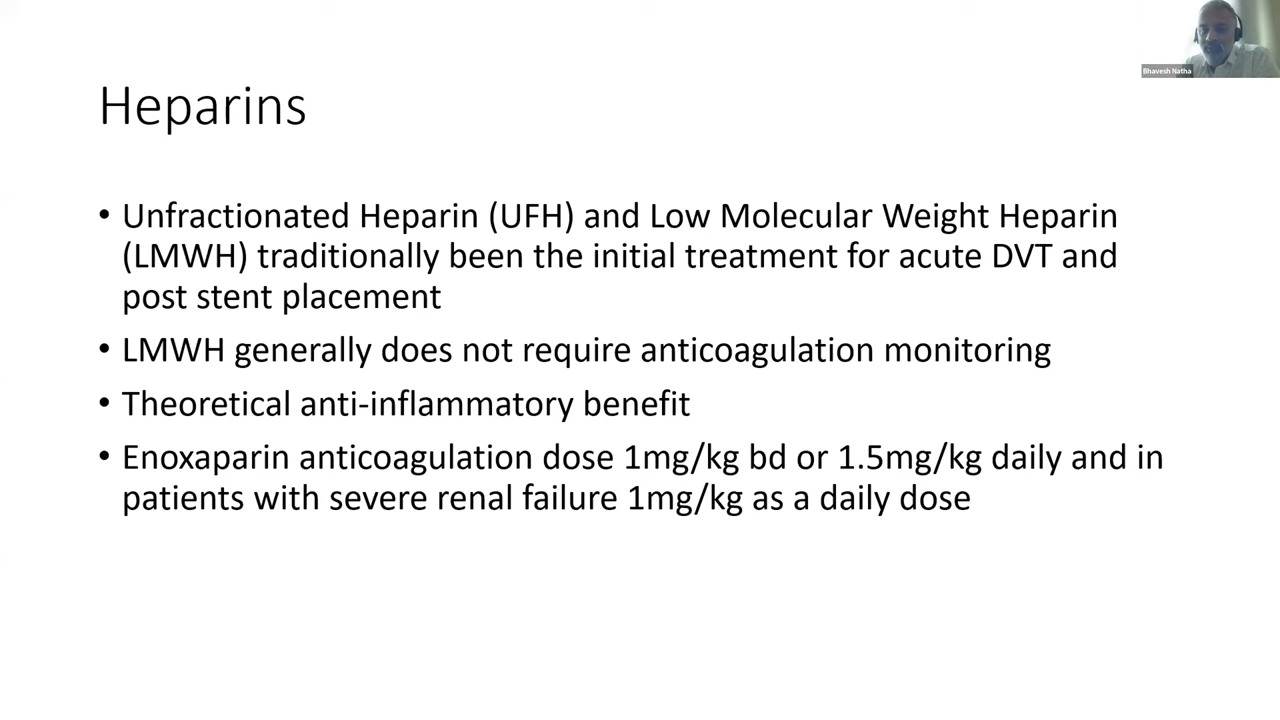 Bhavesh Natha
Heparins
• Unfractionated Heparin (UFH) and Low Molecular Weight Heparin
(LMWH) traditionally been the initial treatment for acute DVT and
post stent placement
• LMWH generally does not require anticoagulation monitoring
• Theoretical anti-inflammatory benefit
• Enoxaparin anticoagulation dose 1mg/kg bd or 1.5mg/kg daily and in
patients with severe renal failure 1mg/kg as a daily dose